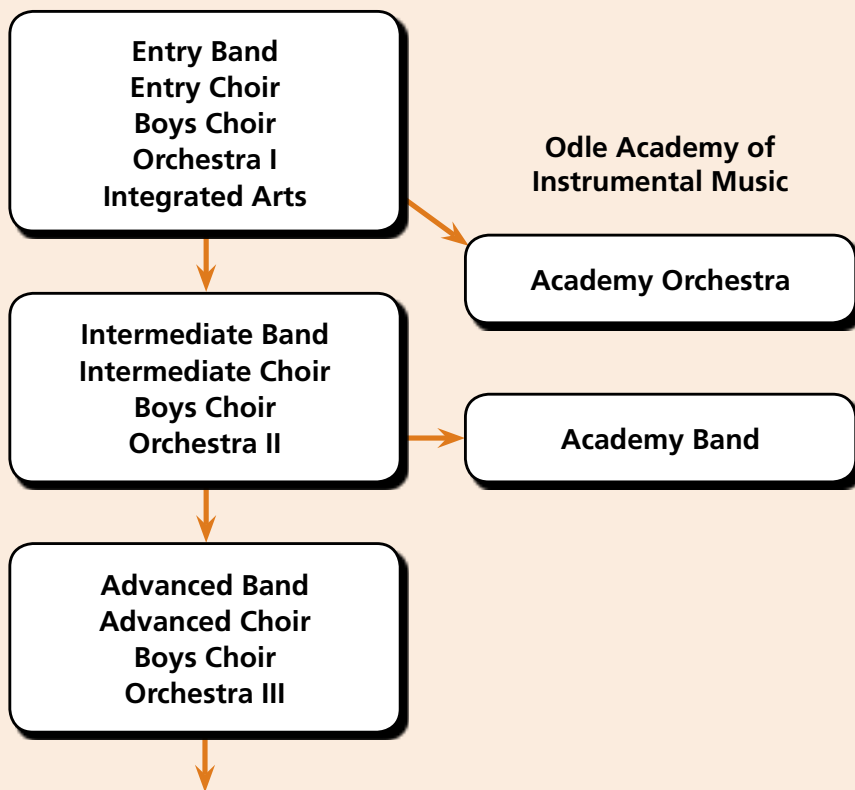 Entry Band
Entry Choir
Boys Choir
Orchestra I
Integrated Arts
Odle Academy of
Instrumental Music
Academy Orchestra
Intermediate Band
Intermediate Choir
Boys Choir
Orchestra II
Academy Band
Advanced Band
Advanced Choir
Boys Choir
Orchestra III